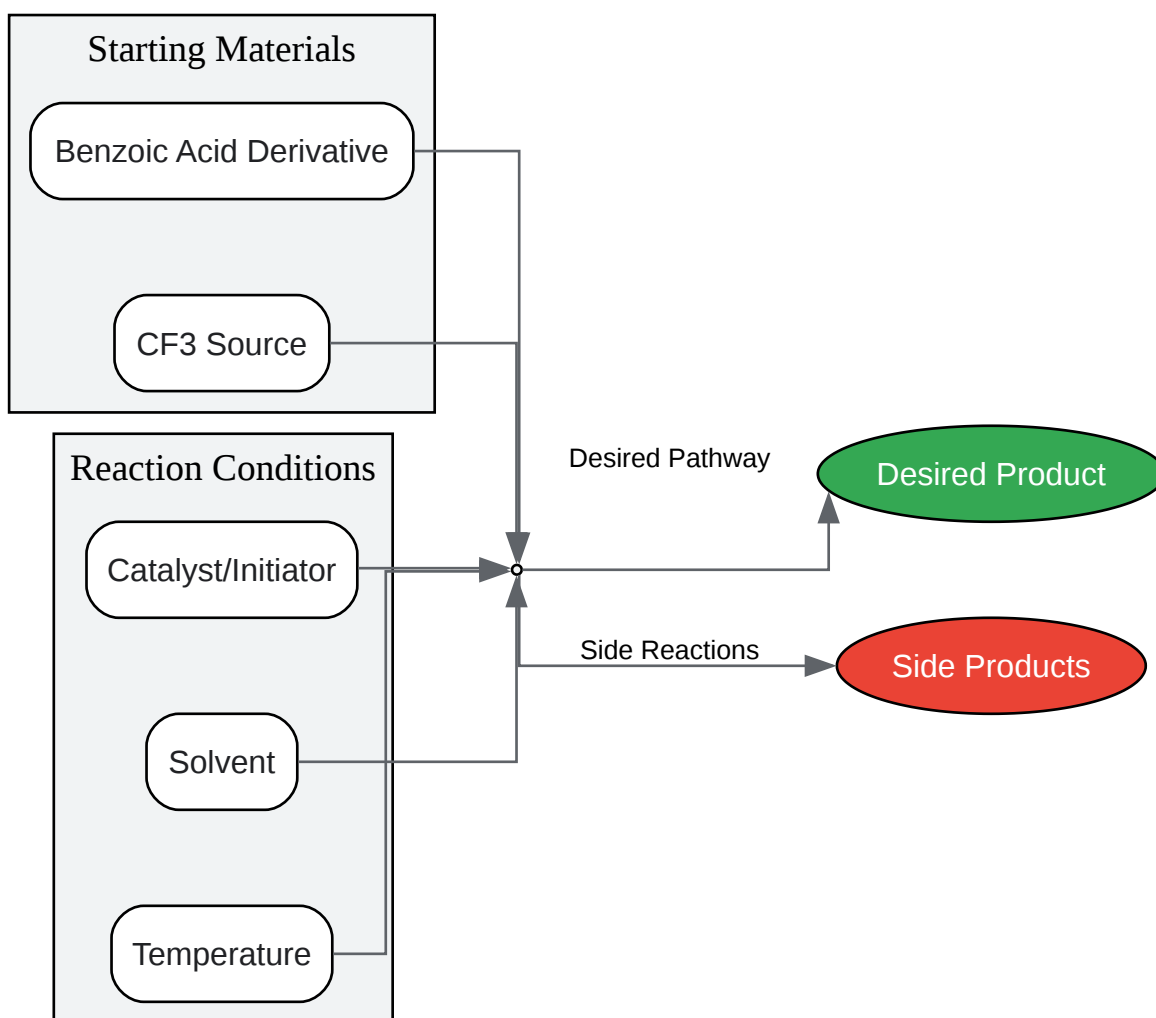 Starting Materials
Benzoic Acid Derivative
CF3 Source
Reaction Conditions
Catalyst/Initiator
Solvent
Temperature
Desired Pathway
Desired Product
Side Reactions
Side Products